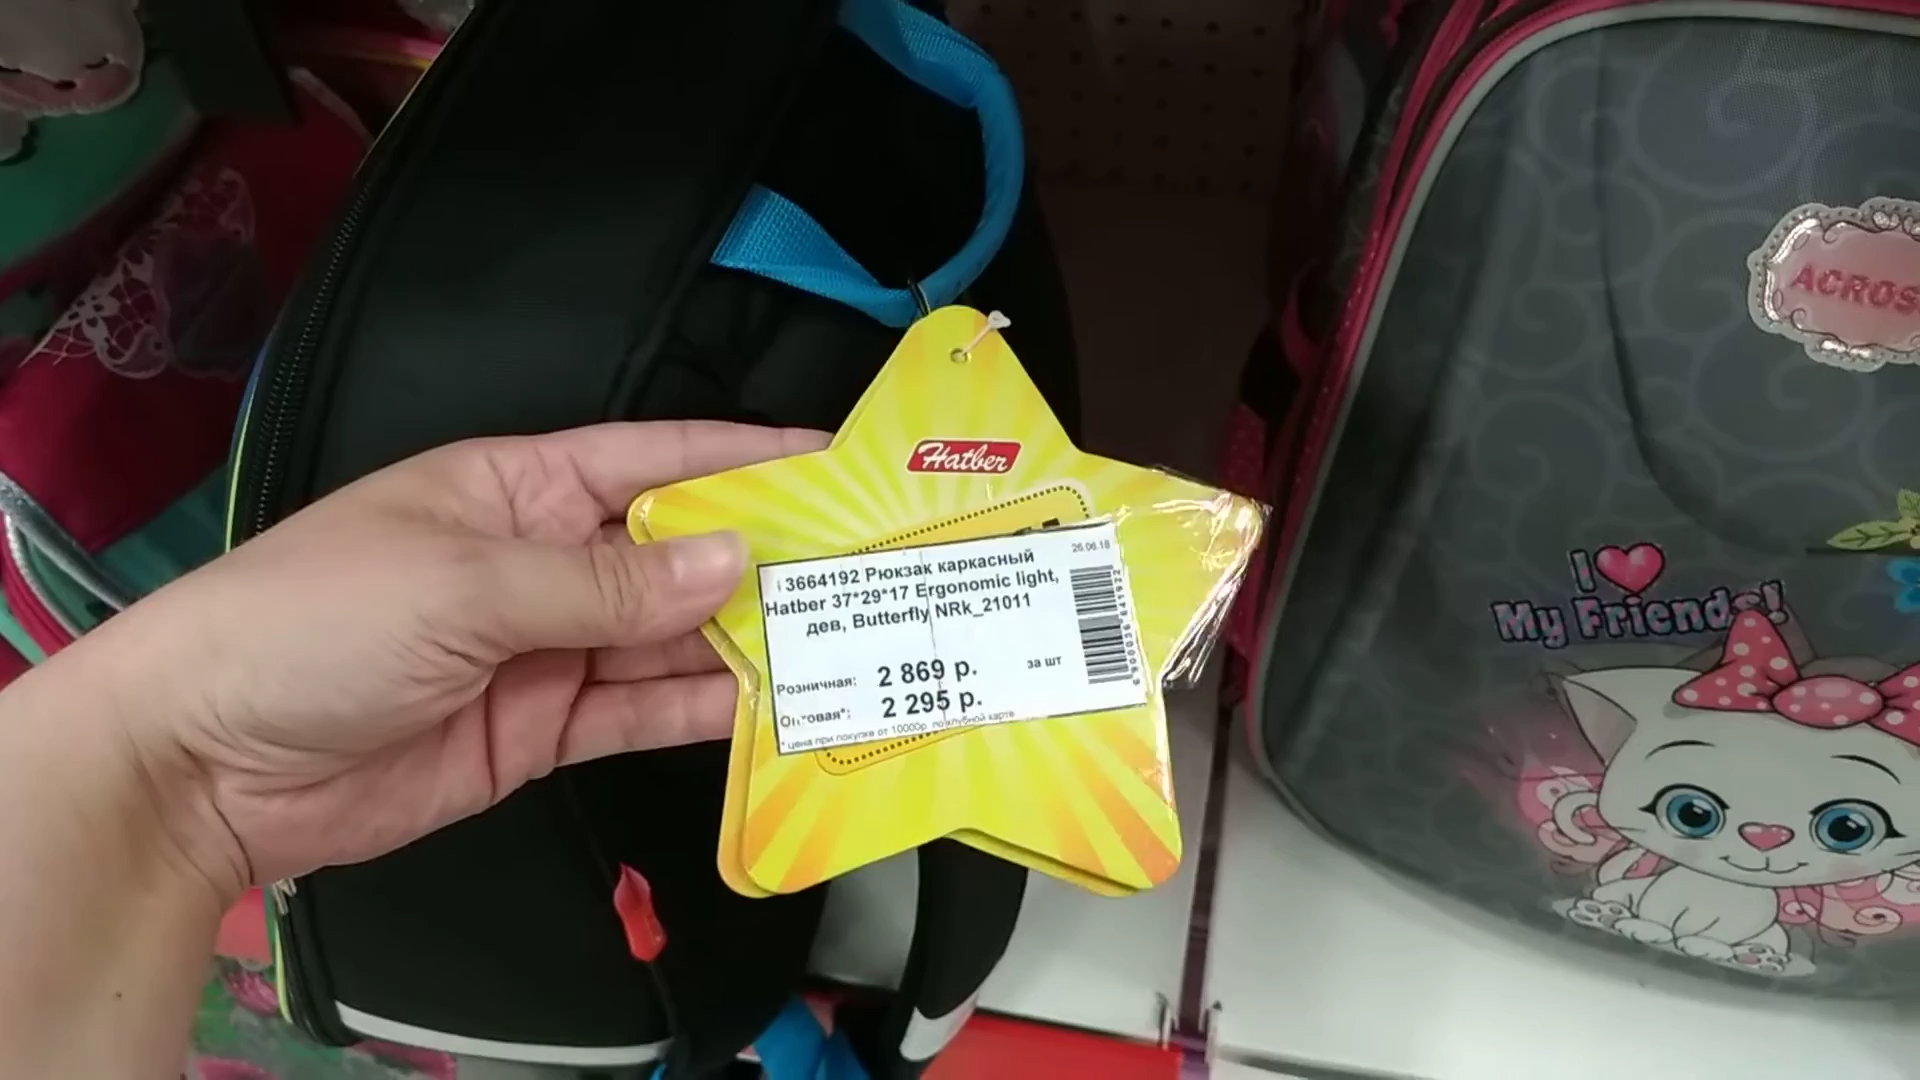 Hatber
26.06.18
3664192 Рюкзак каркасный
Hatber 37*29*17 Ergonomic light,
дев, Butterfly NRk_21011
Розничная: 2 869 р. за шт
Оптовая*: 2 295 р.
* цена при покупке от 10000р. по клубной карте
ACROS
I
My Friends!